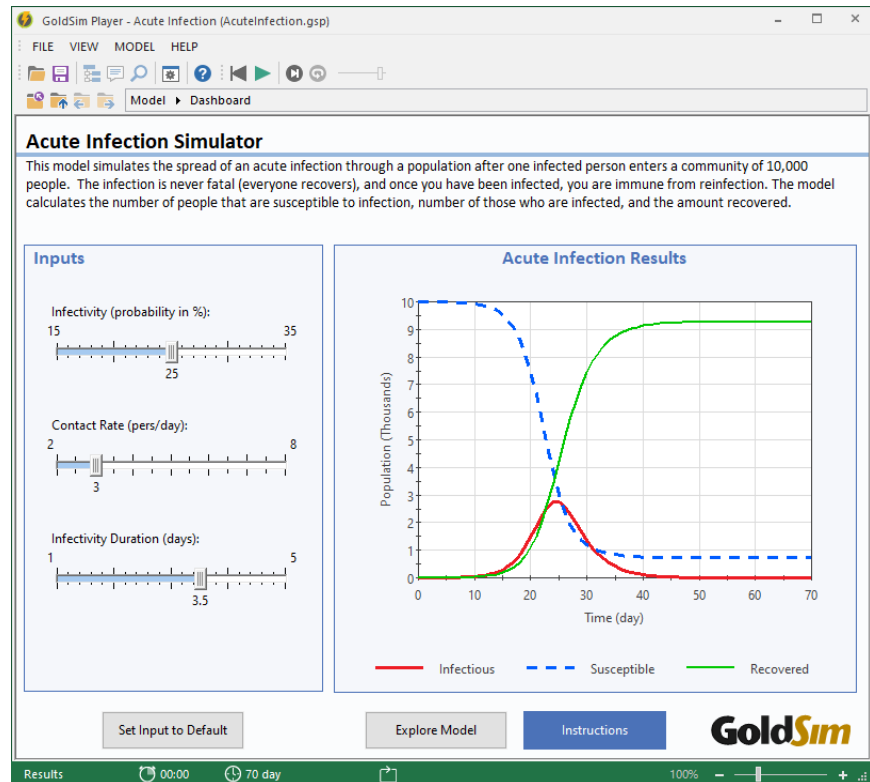 GoldSim Player - Acute Infection (AcuteInfection.gsp)
FILE VIEW MODEL HELP
Model ▸ Dashboard
Acute Infection Simulator
This model simulates the spread of an acute infection through a population after one infected person enters a community of 10,000
people. The infection is never fatal (everyone recovers), and once you have been infected, you are immune from reinfection. The model
calculates the number of people that are susceptible to infection, number of those who are infected, and the amount recovered.
Inputs
Infectivity (probability in %):
15 35
25
Contact Rate (pers/day):
2 8
3
Infectivity Duration (days):
1 5
3.5
Acute Infection Results
Population (Thousands)
10
9
8
7
6
5
4
3
2
1
0
0 10 20 30 40 50 60 70
Time (day)
Infectious Susceptible Recovered
Set Input to Default
Explore Model
Instructions
GoldSim
Results 00:00 70 day 100%